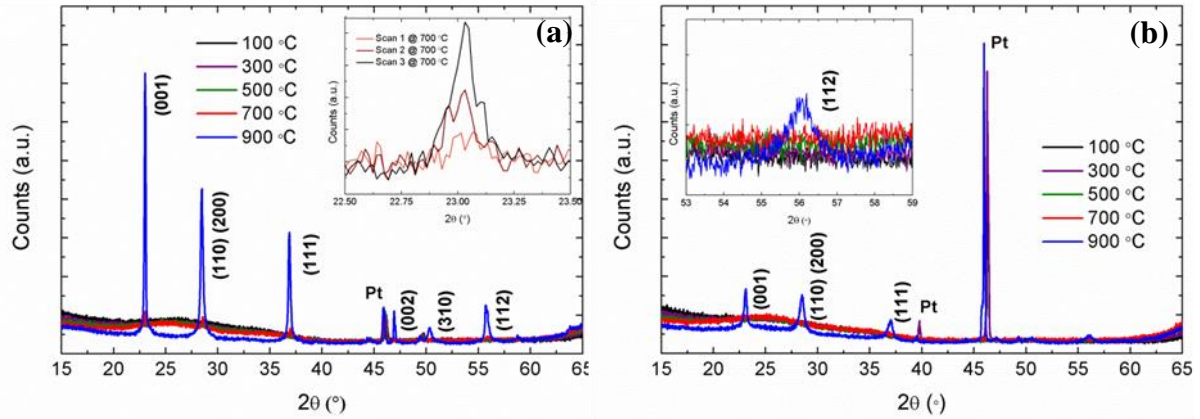 (a)
100 °C
300 °C
500 °C
700 °C
900 °C
Scan 1 @ 700 °C
Scan 2 @ 700 °C
Scan 3 @ 700 °C
Counts (a.u.)
22.50 22.75 23.00 23.25 23.50
2θ (°)
(001)
(110) (200)
(111)
Pt
(002)
(310)
(112)
Counts (a.u.)
15 20 25 30 35 40 45 50 55 60 65
2θ (°)
(b)
Pt
(112)
Counts (a.u.)
53 54 55 56 57 58 59
2θ (°)
100 °C
300 °C
500 °C
700 °C
900 °C
(001)
(110) (200)
(111)
Pt
Counts (a.u.)
15 20 25 30 35 40 45 50 55 60 65
2θ (◦)